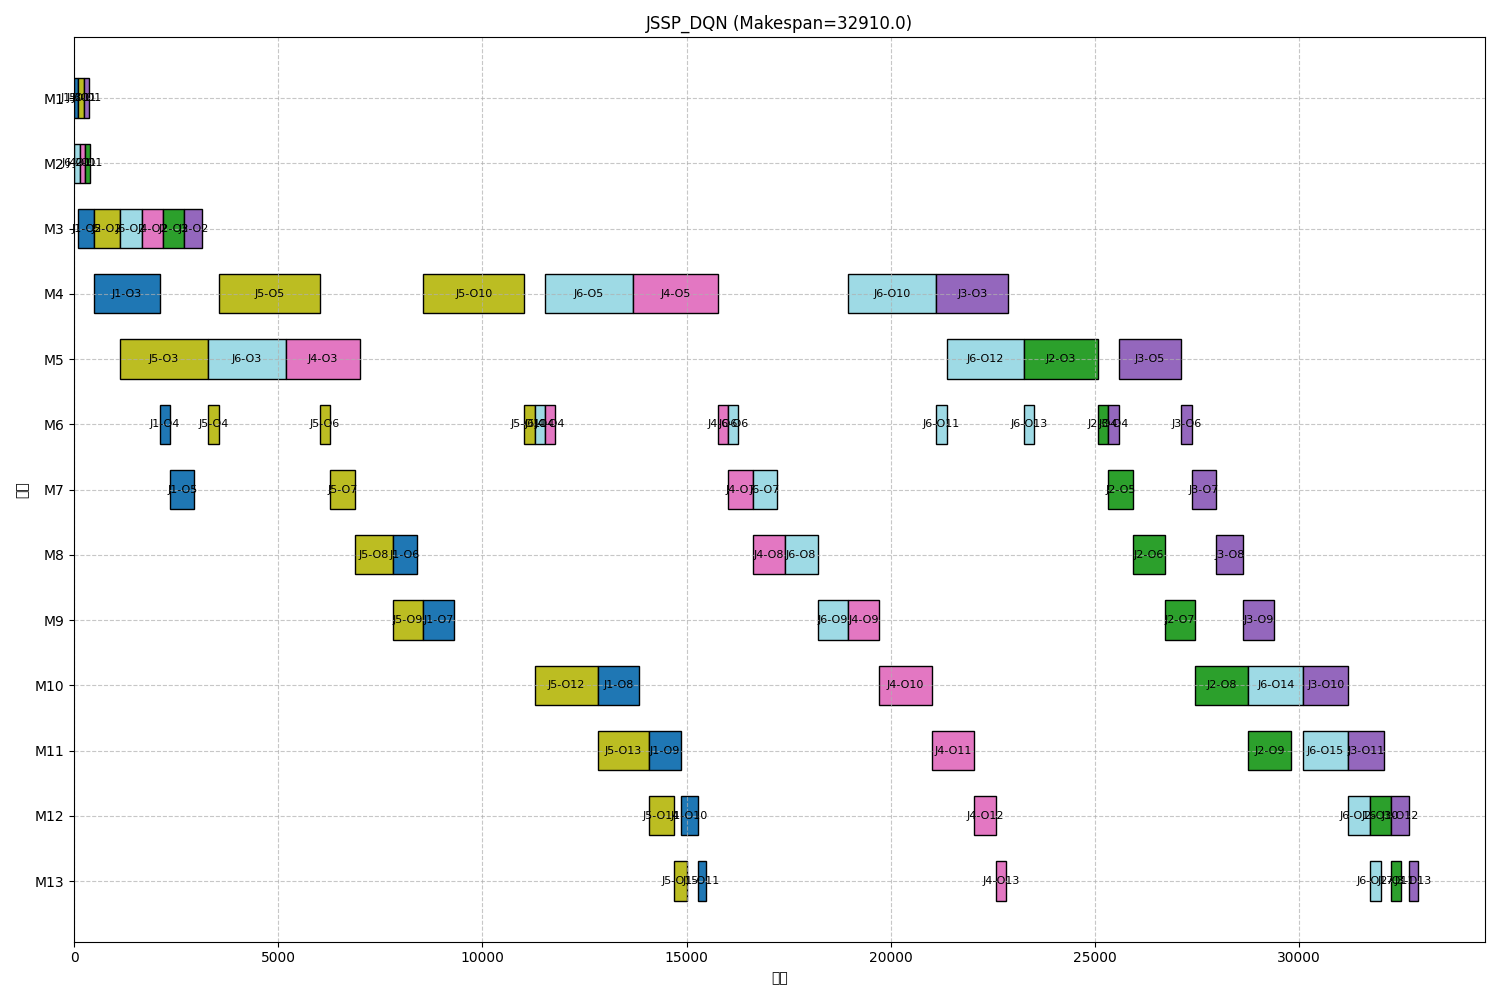 JSSP_DQN (Makespan=32910.0)
M1
M2
M3 J1-O2 J5-O2 J6-O2 J4-O2 J2-O2 J3-O2
M4 J1-O3 J5-O5 J5-O10 J6-O5 J4-O5 J6-O10 J3-O3
M5 J5-O3 J6-O3 J4-O3 J6-O12 J2-O3 J3-O5
M6 J1-O4 J5-O4 J5-O6 J5-O11 J6-O4 J4-O4 J4-O6 J6-O6 J6-O11 J6-O13 J2-O4 J3-O4 J3-O6
M7 J1-O5 J5-O7 J4-O7 J6-O7 J2-O5 J3-O7
M8 J5-O8 J1-O6 J4-O8 J6-O8 J2-O6 J3-O8
M9 J5-O9 J1-O7 J6-O9 J4-O9 J2-O7 J3-O9
M10 J5-O12 J1-O8 J4-O10 J2-O8 J6-O14 J3-O10
M11 J5-O13 J1-O9 J4-O11 J2-O9 J6-O15 J3-O11
M12 J5-O14 J1-O10 J4-O12 J6-O16 J2-O10 J3-O12
M13 J5-O15 J1-O11 J4-O13 J6-O17 J2-O11 J3-O13
0 5000 10000 15000 20000 25000 30000